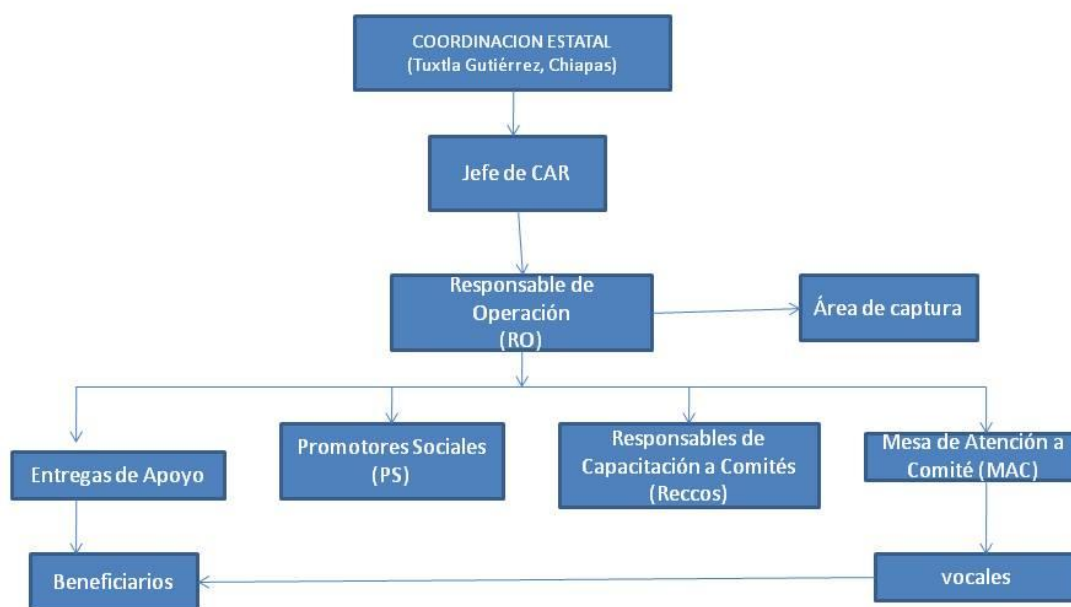 COORDINACION ESTATAL
(Tuxtla Gutiérrez, Chiapas)
Jefe de CAR
Responsable de
Operación
(RO)
Área de captura
Entregas de Apoyo
Promotores Sociales
(PS)
Responsables de
Capacitación a Comités
(Reccos)
Mesa de Atención a
Comité (MAC)
Beneficiarios
vocales